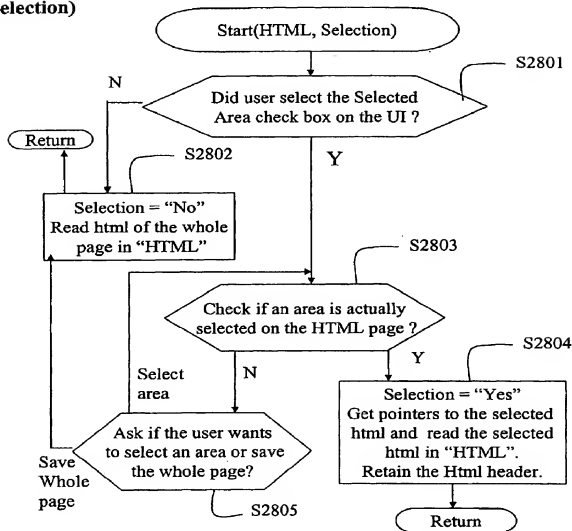 election)
Start(HTML, Selection)
S2801
N
Did user select the Selected
Area check box on the UI ?
Return
S2802
Y
Selection = "No"
Read html of the whole
page in "HTML"
S2803
Check if an area is actually
selected on the HTML page ?
S2804
Select
area
N
Y
Selection = "Yes"
Get pointers to the selected
html and read the selected
html in "HTML".
Retain the Html header.
Ask if the user wants
to select an area or save
the whole page?
Save
Whole
page
S2805
Return